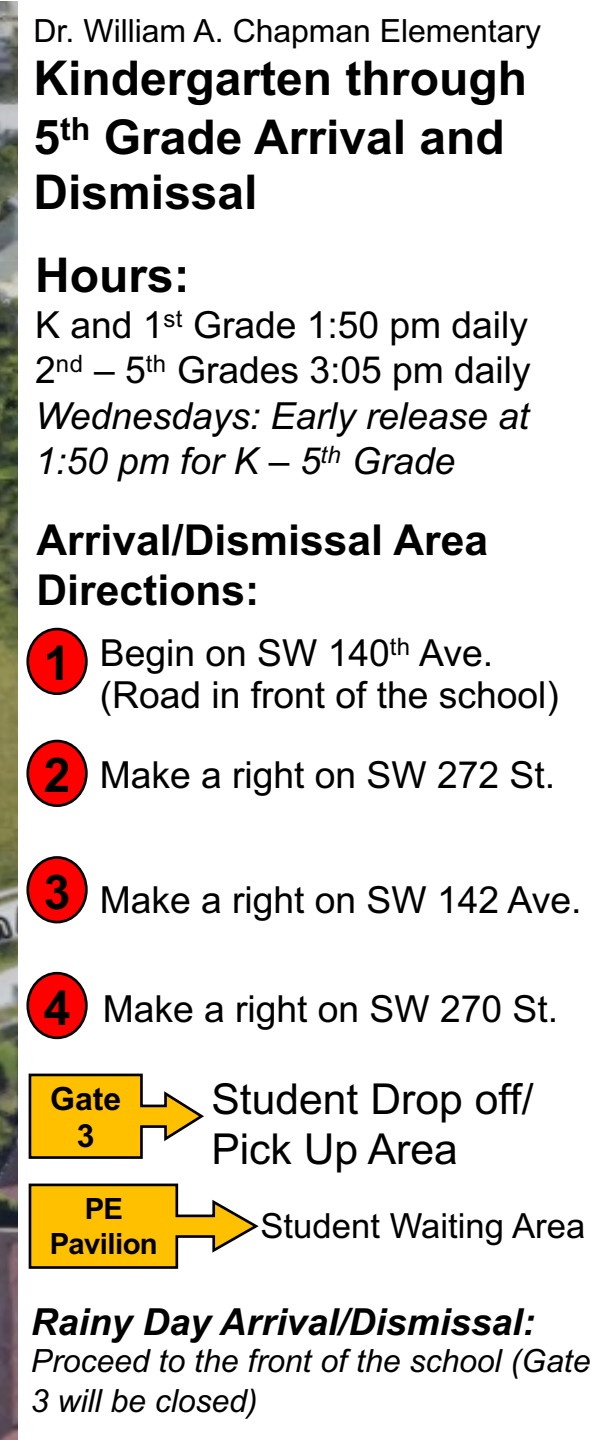 Dr. William A. Chapman Elementary
Kindergarten through
5th Grade Arrival and
Dismissal
Hours:
K and 1st Grade 1:50 pm daily
2nd – 5th Grades 3:05 pm daily
Wednesdays: Early release at
1:50 pm for K – 5th Grade
Arrival/Dismissal Area
Directions:
1 Begin on SW 140th Ave.
(Road in front of the school)
2 Make a right on SW 272 St.
3 Make a right on SW 142 Ave.
4 Make a right on SW 270 St.
Gate
3
Student Drop off/
Pick Up Area
PE
Pavilion
Student Waiting Area
Rainy Day Arrival/Dismissal:
Proceed to the front of the school (Gate
3 will be closed)